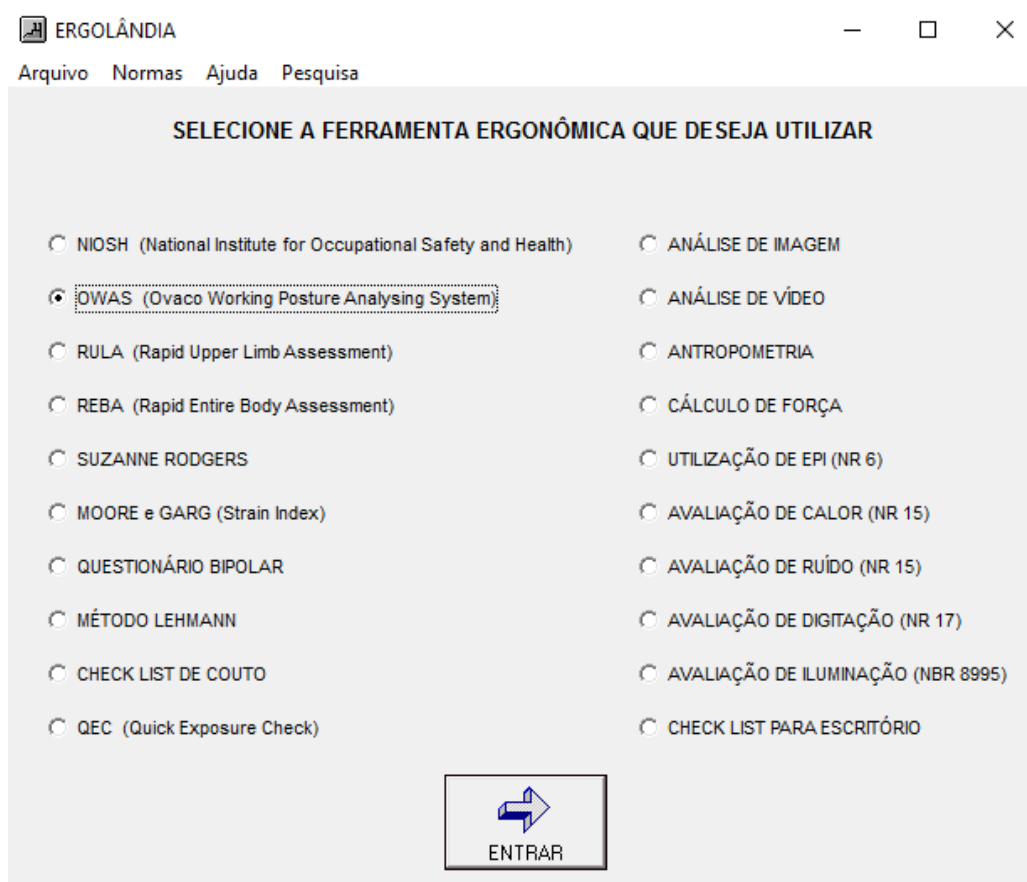 ERGOLÂNDIA
Arquivo Normas Ajuda Pesquisa
SELECIONE A FERRAMENTA ERGONÔMICA QUE DESEJA UTILIZAR
NIOSH (National Institute for Occupational Safety and Health)
OWAS (Ovaco Working Posture Analysing System)
RULA (Rapid Upper Limb Assessment)
REBA (Rapid Entire Body Assessment)
SUZANNE RODGERS
MOORE e GARG (Strain Index)
QUESTIONÁRIO BIPOLAR
MÉTODO LEHMANN
CHECK LIST DE COUTO
QEC (Quick Exposure Check)
ANÁLISE DE IMAGEM
ANÁLISE DE VÍDEO
ANTROPOMETRIA
CÁLCULO DE FORÇA
UTILIZAÇÃO DE EPI (NR 6)
AVALIAÇÃO DE CALOR (NR 15)
AVALIAÇÃO DE RUÍDO (NR 15)
AVALIAÇÃO DE DIGITAÇÃO (NR 17)
AVALIAÇÃO DE ILUMINAÇÃO (NBR 8995)
CHECK LIST PARA ESCRITÓRIO
ENTRAR